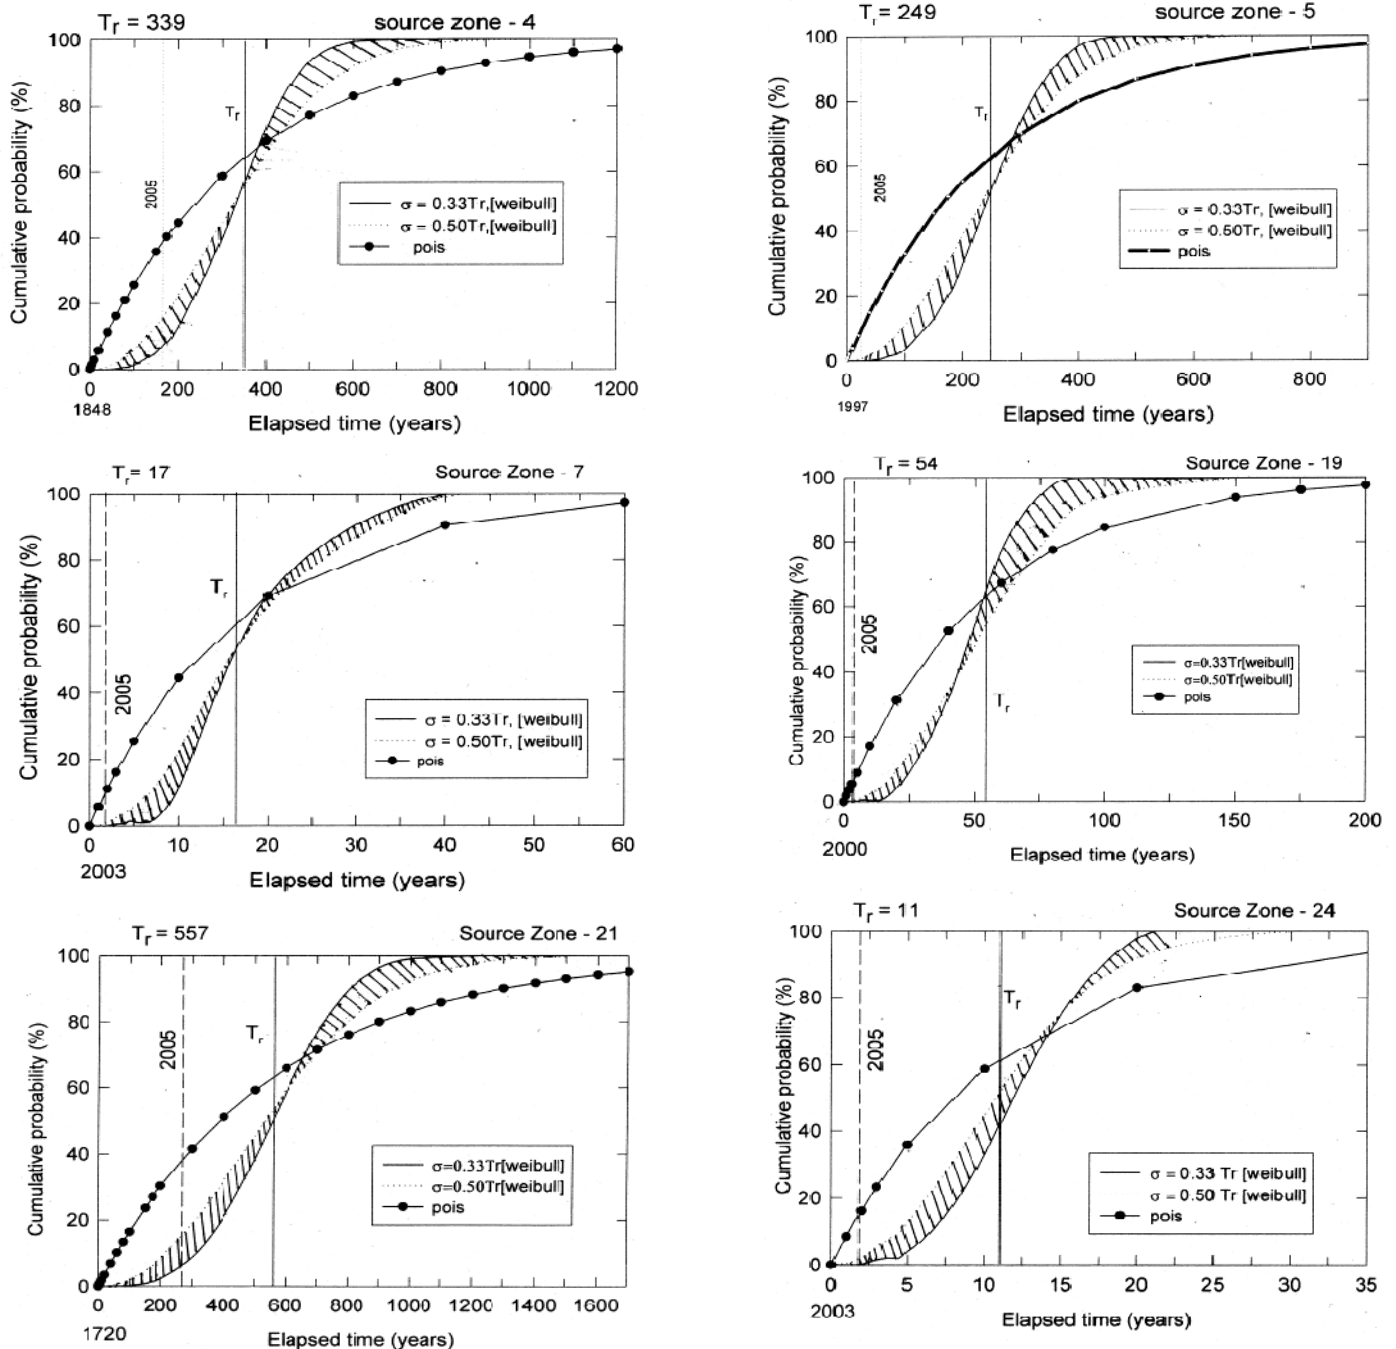 Tr = 339 source zone - 4
100
80
60
40
20
0
Cumulative probability (%)
2005
Tr
σ = 0.33Tr,[weibull]
σ = 0.50Tr,[weibull]
pois
0 200 400 600 800 1000 1200
1848
Elapsed time (years)
Tr = 249 source zone - 5
100
80
60
40
20
0
Cumulative probability (%)
2005
Tr
σ = 0.33Tr, [weibull]
σ = 0.50Tr, [weibull]
pois
0 200 400 600 800
1997
Elapsed time (years)
Tr = 17 Source Zone - 7
100
80
60
40
20
0
Cumulative probability (%)
2005
Tr
σ = 0.33Tr, [weibull]
σ = 0.50Tr, [weibull]
pois
0 10 20 30 40 50 60
2003
Elapsed time (years)
Tr = 54 Source Zone - 19
100
80
60
40
20
0
Cumulative probability (%)
2005
Tr
σ=0.33Tr[weibull]
σ=0.50Tr[weibull]
pois
0 50 100 150 200
2000
Elapsed time (years)
Tr = 557 Source Zone - 21
100
80
60
40
20
0
Cumulative probability (%)
2005
Tr
σ=0.33Tr[weibull]
σ=0.50Tr[weibull]
pois
0 200 400 600 800 1000 1200 1400 1600
1720
Elapsed time (years)
Tr = 11 Source Zone - 24
100
80
60
40
20
0
Cumulative probability (%)
2005
Tr
σ = 0.33 Tr [weibull]
σ = 0.50 Tr [weibull]
pois
0 5 10 15 20 25 30 35
2003
Elapsed time (years)